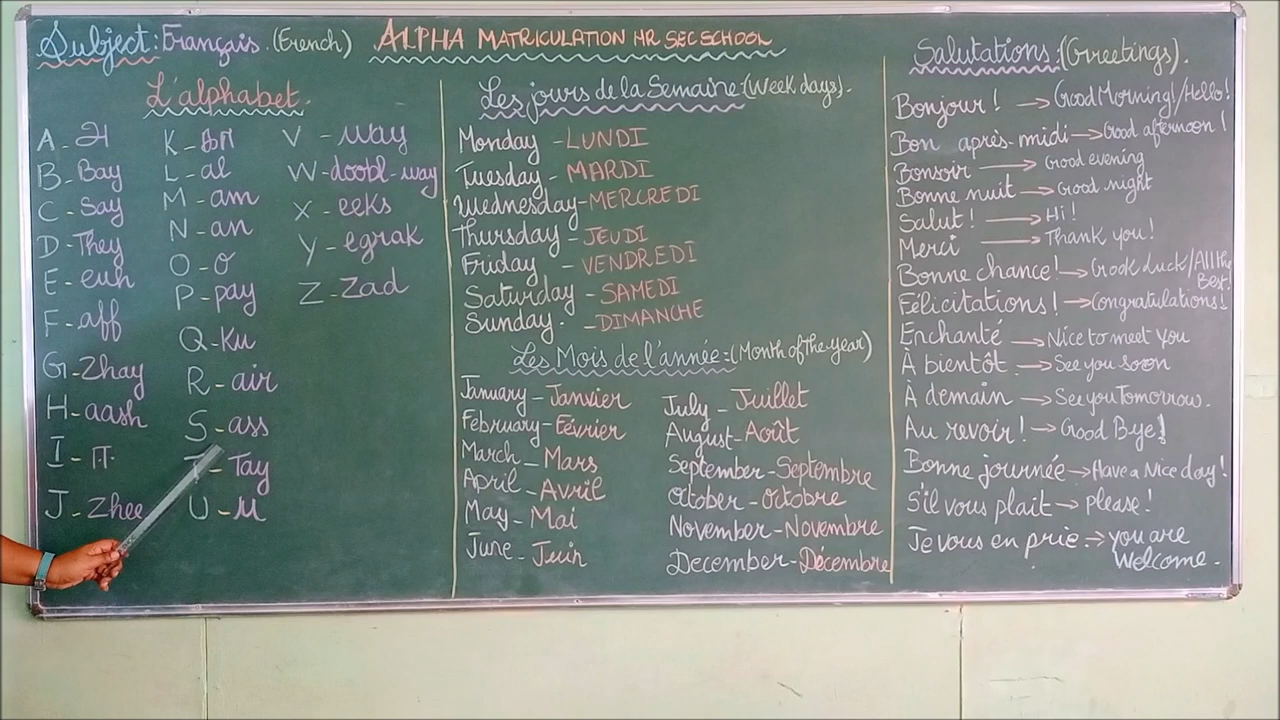 Subject: Français. (French)
ALPHA MATRICULATION HR SEC SCHOOL
L'alphabet.
A - அ
B - Bay
C - Say
D - They
E - euh
F - aff
G - Zhay
H - aash
I -ஈ
J - Zhee
K - கா
L - al
M - am
N - an
O - o
P - pay
Q - Ku
R - air
S - ass
T - Tay
U - u
V - way
W - doobl-way
X - eeks
Y - egrak
Z - Zad
Les jours de la Semaine: (Week days).
Monday - LUNDI
Tuesday - MARDI
Wednesday - MERCREDI
Thursday - JEUDI
Friday - VENDREDI
Saturday - SAMEDI
Sunday. - DIMANCHE
Les Mois de l'année: (Month of The year)
January - Janvier
February - Février
March - Mars
April - Avril
May - Mai
June - Juin
July - Juillet
August - Août
September - Septembre
October - Octobre
November - Novembre
December - Décembre
Salutations: (Greetings).
Bonjour! → Good Morning!/Hello!
Bon après-midi → Good afternoon!
Bonsoir → Good evening
Bonne nuit → Good night
Salut! → Hi!
Merci → Thank you!
Bonne chance! → Gook Luck/All the
Best!
Félicitations! → Congratulations!
Enchanté → Nice to meet you
À bientôt → See you soon
À demain → See you Tomorrow.
Au revoir! → Good Bye!
Bonne journée → Have a Nice day!
S'il vous plait → please!
Je vous en prie. → you are
Welcome.